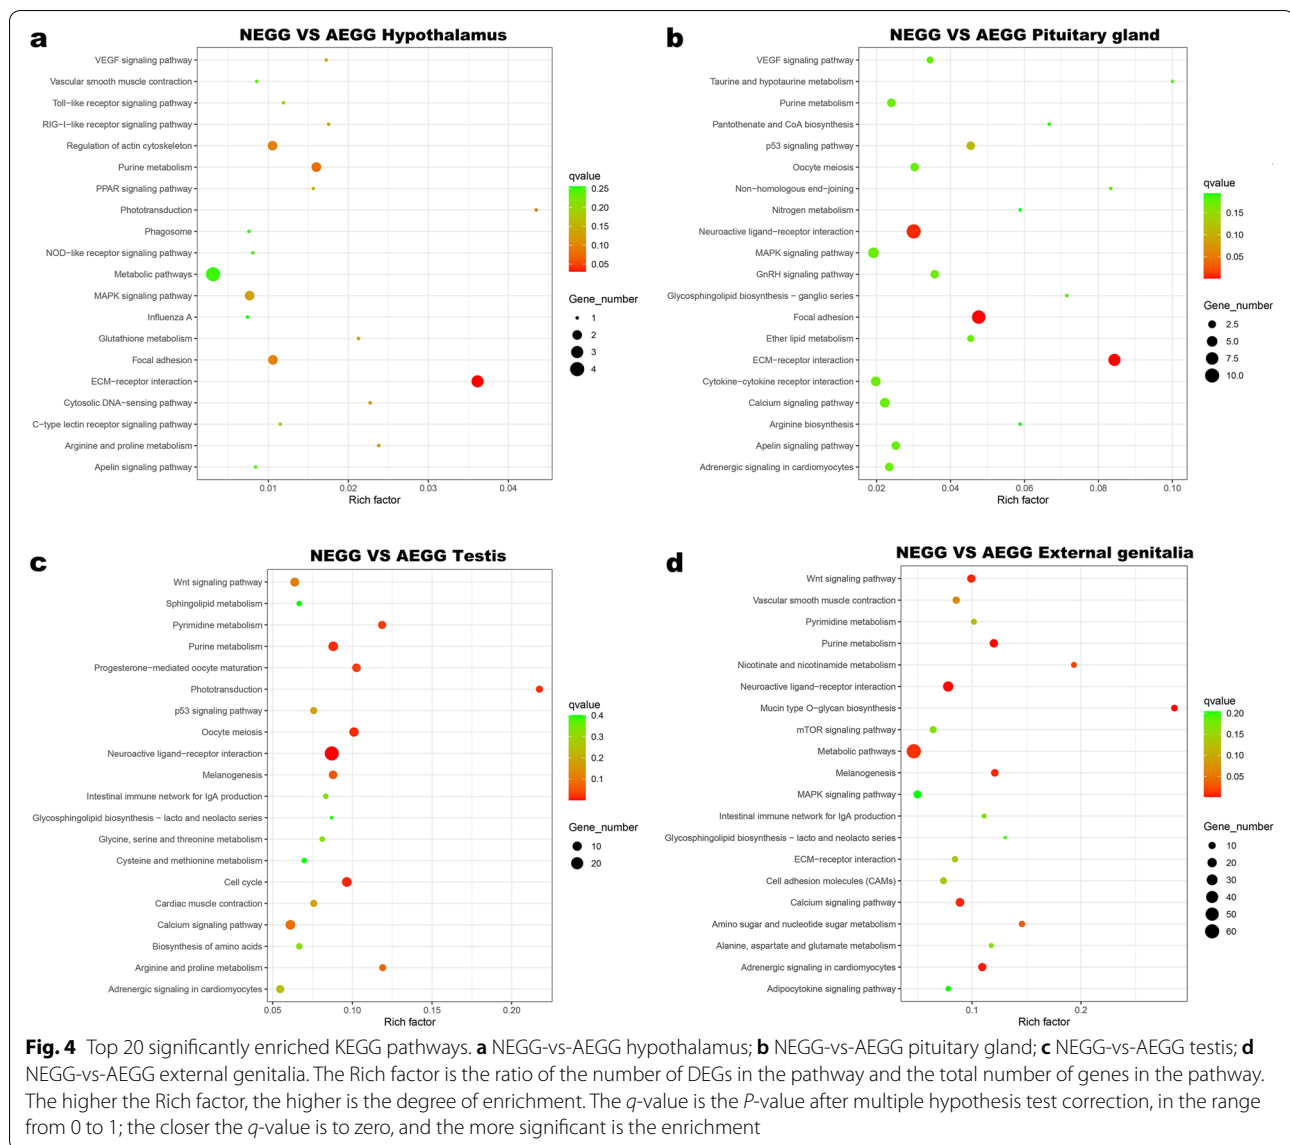 a
NEGG VS AEGG Hypothalamus
VEGF signaling pathway
Vascular smooth muscle contraction
Toll−like receptor signaling pathway
RIG−I−like receptor signaling pathway
Regulation of actin cytoskeleton
Purine metabolism
PPAR signaling pathway
Phototransduction
Phagosome
NOD−like receptor signaling pathway
Metabolic pathways
MAPK signaling pathway
Influenza A
Glutathione metabolism
Focal adhesion
ECM−receptor interaction
Cytosolic DNA−sensing pathway
C−type lectin receptor signaling pathway
Arginine and proline metabolism
Apelin signaling pathway
0.01 0.02 0.03 0.04
Rich factor
qvalue
0.25
0.20
0.15
0.10
0.05
Gene_number
1
2
3
4
b
NEGG VS AEGG Pituitary gland
VEGF signaling pathway
Taurine and hypotaurine metabolism
Purine metabolism
Pantothenate and CoA biosynthesis
p53 signaling pathway
Oocyte meiosis
Non−homologous end−joining
Nitrogen metabolism
Neuroactive ligand−receptor interaction
MAPK signaling pathway
GnRH signaling pathway
Glycosphingolipid biosynthesis − ganglio series
Focal adhesion
Ether lipid metabolism
ECM−receptor interaction
Cytokine−cytokine receptor interaction
Calcium signaling pathway
Arginine biosynthesis
Apelin signaling pathway
Adrenergic signaling in cardiomyocytes
0.02 0.04 0.06 0.08 0.10
Rich factor
qvalue
0.15
0.10
0.05
Gene_number
2.5
5.0
7.5
10.0
c
NEGG VS AEGG Testis
Wnt signaling pathway
Sphingolipid metabolism
Pyrimidine metabolism
Purine metabolism
Progesterone−mediated oocyte maturation
Phototransduction
p53 signaling pathway
Oocyte meiosis
Neuroactive ligand−receptor interaction
Melanogenesis
Intestinal immune network for IgA production
Glycosphingolipid biosynthesis − lacto and neolacto series
Glycine, serine and threonine metabolism
Cysteine and methionine metabolism
Cell cycle
Cardiac muscle contraction
Calcium signaling pathway
Biosynthesis of amino acids
Arginine and proline metabolism
Adrenergic signaling in cardiomyocytes
0.05 0.10 0.15 0.20
Rich factor
qvalue
0.4
0.3
0.2
0.1
Gene_number
10
20
d
NEGG VS AEGG External genitalia
Wnt signaling pathway
Vascular smooth muscle contraction
Pyrimidine metabolism
Purine metabolism
Nicotinate and nicotinamide metabolism
Neuroactive ligand−receptor interaction
Mucin type O−glycan biosynthesis
mTOR signaling pathway
Metabolic pathways
Melanogenesis
MAPK signaling pathway
Intestinal immune network for IgA production
Glycosphingolipid biosynthesis − lacto and neolacto series
ECM−receptor interaction
Cell adhesion molecules (CAMs)
Calcium signaling pathway
Amino sugar and nucleotide sugar metabolism
Alanine, aspartate and glutamate metabolism
Adrenergic signaling in cardiomyocytes
Adipocytokine signaling pathway
0.1 0.2
Rich factor
qvalue
0.20
0.15
0.10
0.05
Gene_number
10
20
30
40
50
60
Fig. 4 Top 20 significantly enriched KEGG pathways. a NEGG-vs-AEGG hypothalamus; b NEGG-vs-AEGG pituitary gland; c NEGG-vs-AEGG testis; d
NEGG-vs-AEGG external genitalia. The Rich factor is the ratio of the number of DEGs in the pathway and the total number of genes in the pathway.
The higher the Rich factor, the higher is the degree of enrichment. The q-value is the P-value after multiple hypothesis test correction, in the range
from 0 to 1; the closer the q-value is to zero, and the more significant is the enrichment